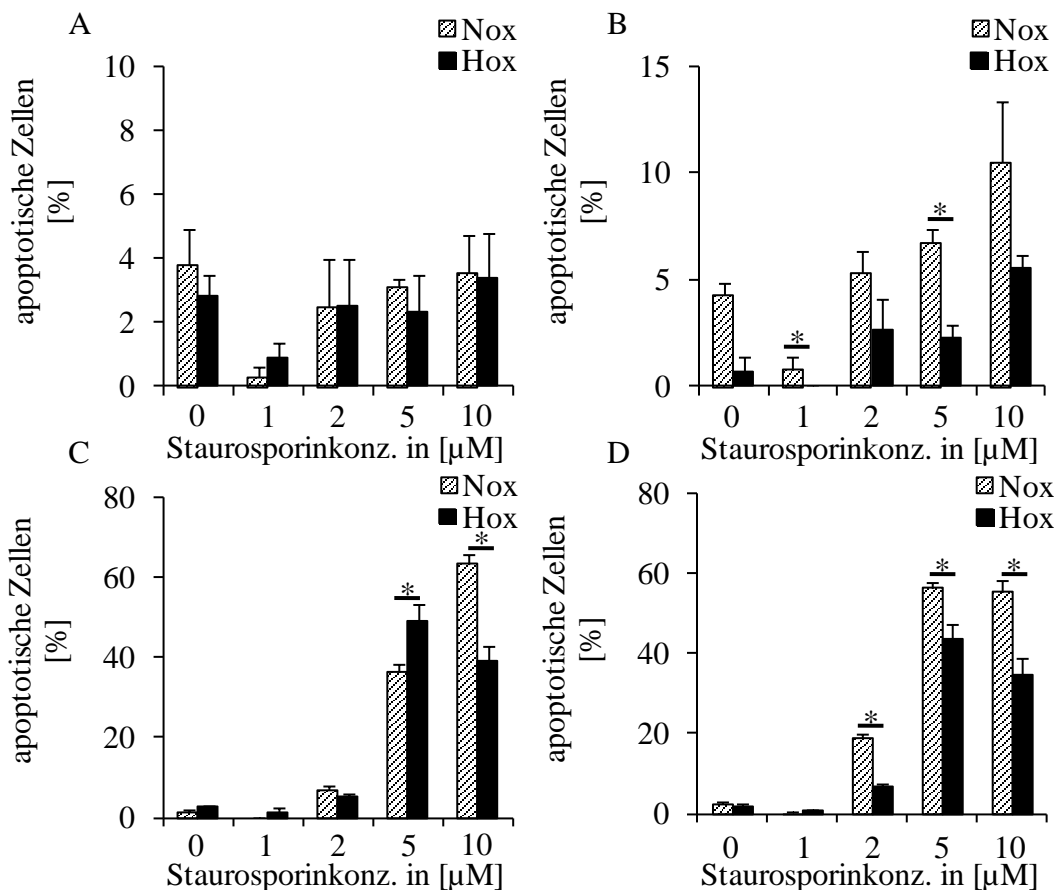 A
Nox
Hox
apoptotische Zellen
[%]
10
8
6
4
2
0
0 1 2 5 10
Staurosporinkonz. in [µM]
B
Nox
Hox
apoptotische Zellen
[%]
15
10
5
0
*
*
0 1 2 5 10
Staurosporinkonz. in [µM]
C
Nox
Hox
apoptotische Zellen
[%]
80
60
40
20
0
*
*
0 1 2 5 10
Staurosporinkonz. in [µM]
D
Nox
Hox
apoptotische Zellen
[%]
80
60
40
20
0
*
*
*
0 1 2 5 10
Staurosporinkonz. in [µM]